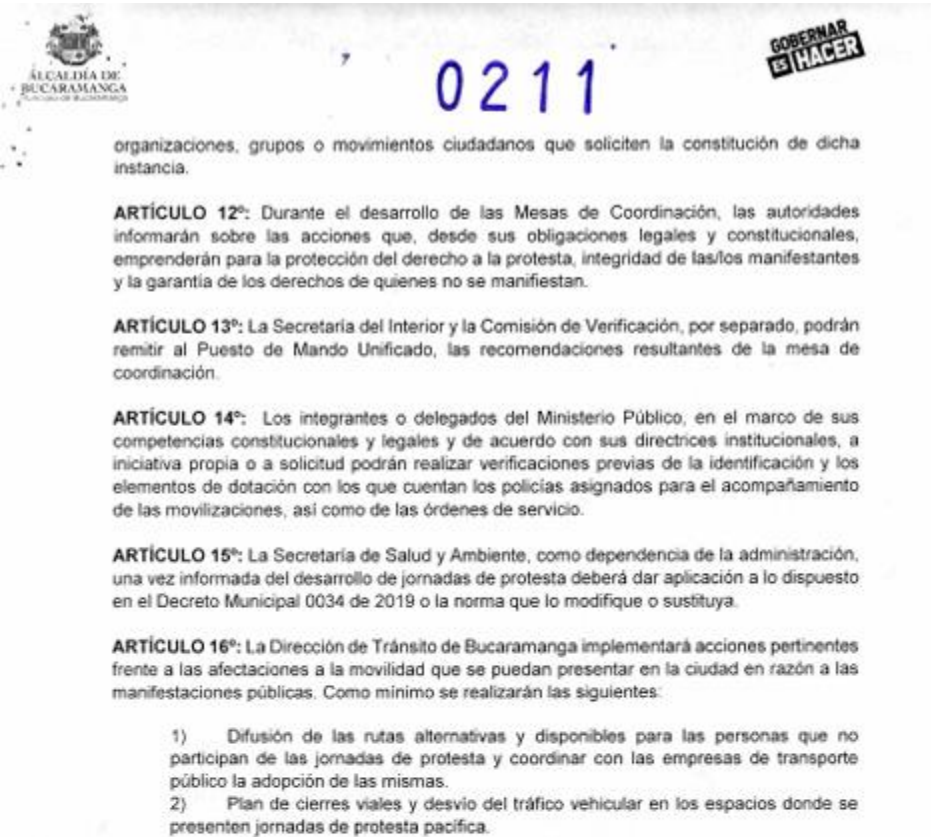 ALCALDÍA DE
BUCARAMANGA
Municipio de Bucaramanga
GOBERNAR
ES HACER
0211
organizaciones, grupos o movimientos ciudadanos que soliciten la constitución de dicha
instancia.
ARTÍCULO 12º: Durante el desarrollo de las Mesas de Coordinación, las autoridades
informarán sobre las acciones que, desde sus obligaciones legales y constitucionales,
emprenderán para la protección del derecho a la protesta, integridad de las/los manifestantes
y la garantía de los derechos de quienes no se manifiestan.
ARTÍCULO 13º: La Secretaría del Interior y la Comisión de Verificación, por separado, podrán
remitir al Puesto de Mando Unificado, las recomendaciones resultantes de la mesa de
coordinación.
ARTÍCULO 14º: Los integrantes o delegados del Ministerio Público, en el marco de sus
competencias constitucionales y legales y de acuerdo con sus directrices institucionales, a
iniciativa propia o a solicitud podrán realizar verificaciones previas de la identificación y los
elementos de dotación con los que cuentan los policías asignados para el acompañamiento
de las movilizaciones, así como de las órdenes de servicio.
ARTÍCULO 15º: La Secretaría de Salud y Ambiente, como dependencia de la administración,
una vez informada del desarrollo de jornadas de protesta deberá dar aplicación a lo dispuesto
en el Decreto Municipal 0034 de 2019 o la norma que lo modifique o sustituya.
ARTÍCULO 16º: La Dirección de Tránsito de Bucaramanga implementará acciones pertinentes
frente a las afectaciones a la movilidad que se puedan presentar en la ciudad en razón a las
manifestaciones públicas. Como mínimo se realizarán las siguientes:
1) Difusión de las rutas alternativas y disponibles para las personas que no
participan de las jornadas de protesta y coordinar con las empresas de transporte
público la adopción de las mismas.
2) Plan de cierres viales y desvío del tráfico vehicular en los espacios donde se
presenten jornadas de protesta pacífica.